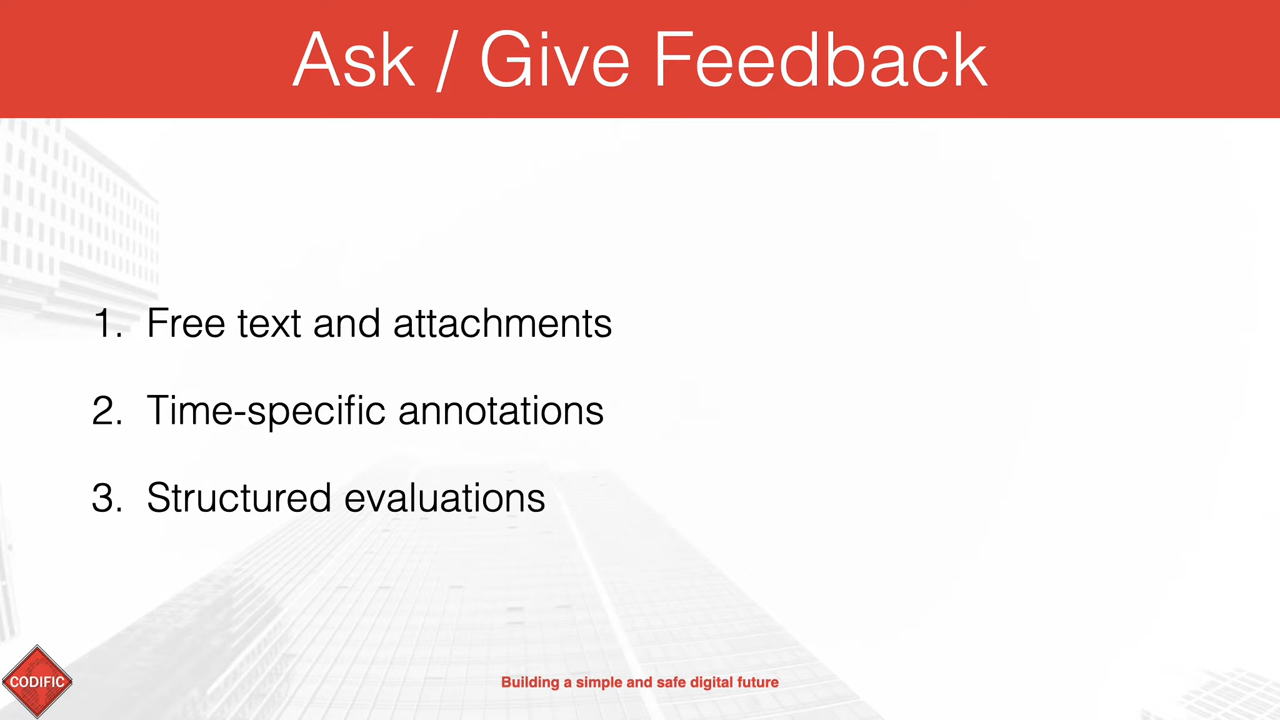 Ask / Give Feedback
1. Free text and attachments
2. Time-specific annotations
3. Structured evaluations
CODIFIC
Building a simple and safe digital future